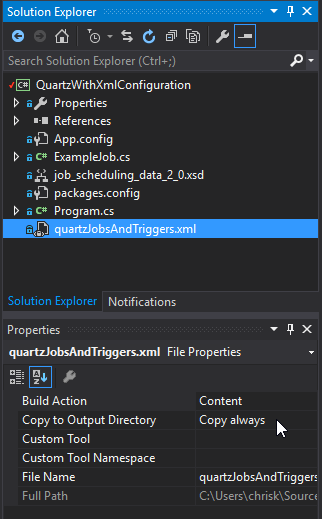 Solution Explorer
Search Solution Explorer (Ctrl+;)
C# QuartzWithXmlConfiguration
Properties
References
App.config
C# ExampleJob.cs
job_scheduling_data_2_0.xsd
packages.config
C# Program.cs
quartzJobsAndTriggers.xml
Solution Explorer Notifications
Properties
quartzJobsAndTriggers.xml File Properties
Build Action Content
Copy to Output Directory Copy always
Custom Tool
Custom Tool Namespace
File Name quartzJobsAndTriggers
Full Path C:\Users\chrisk\Source